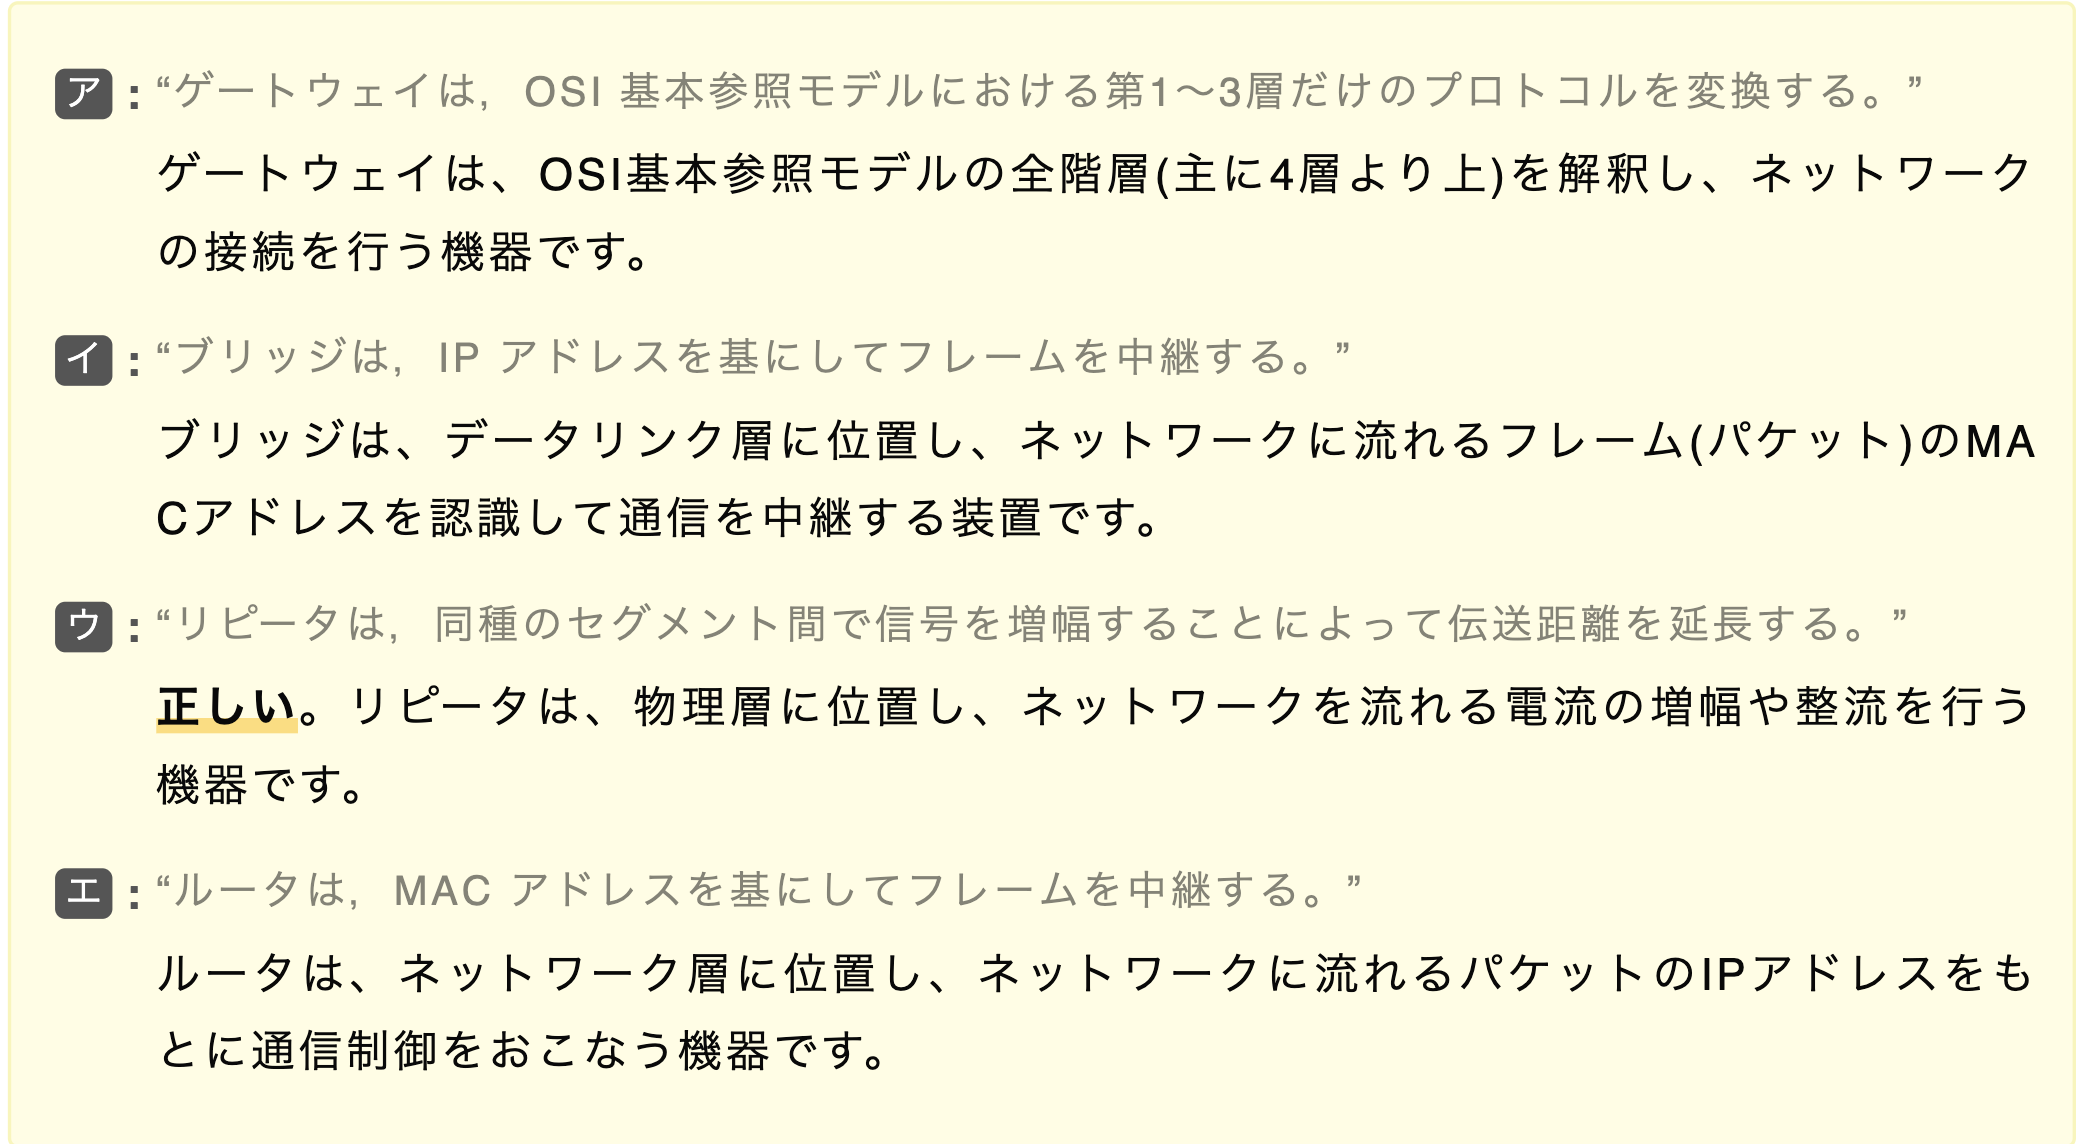 ア：“ゲートウェイは，OSI 基本参照モデルにおける第1～3層だけのプロトコルを変換する。”
ゲートウェイは、OSI基本参照モデルの全階層(主に4層より上)を解釈し、ネットワーク
の接続を行う機器です。
イ：“ブリッジは，IP アドレスを基にしてフレームを中継する。”
ブリッジは、データリンク層に位置し、ネットワークに流れるフレーム(パケット)のMA
Cアドレスを認識して通信を中継する装置です。
ウ：“リピータは，同種のセグメント間で信号を増幅することによって伝送距離を延長する。”
正しい。リピータは、物理層に位置し、ネットワークを流れる電流の増幅や整流を行う
機器です。
エ：“ルータは，MAC アドレスを基にしてフレームを中継する。”
ルータは、ネットワーク層に位置し、ネットワークに流れるパケットのIPアドレスをも
とに通信制御をおこなう機器です。